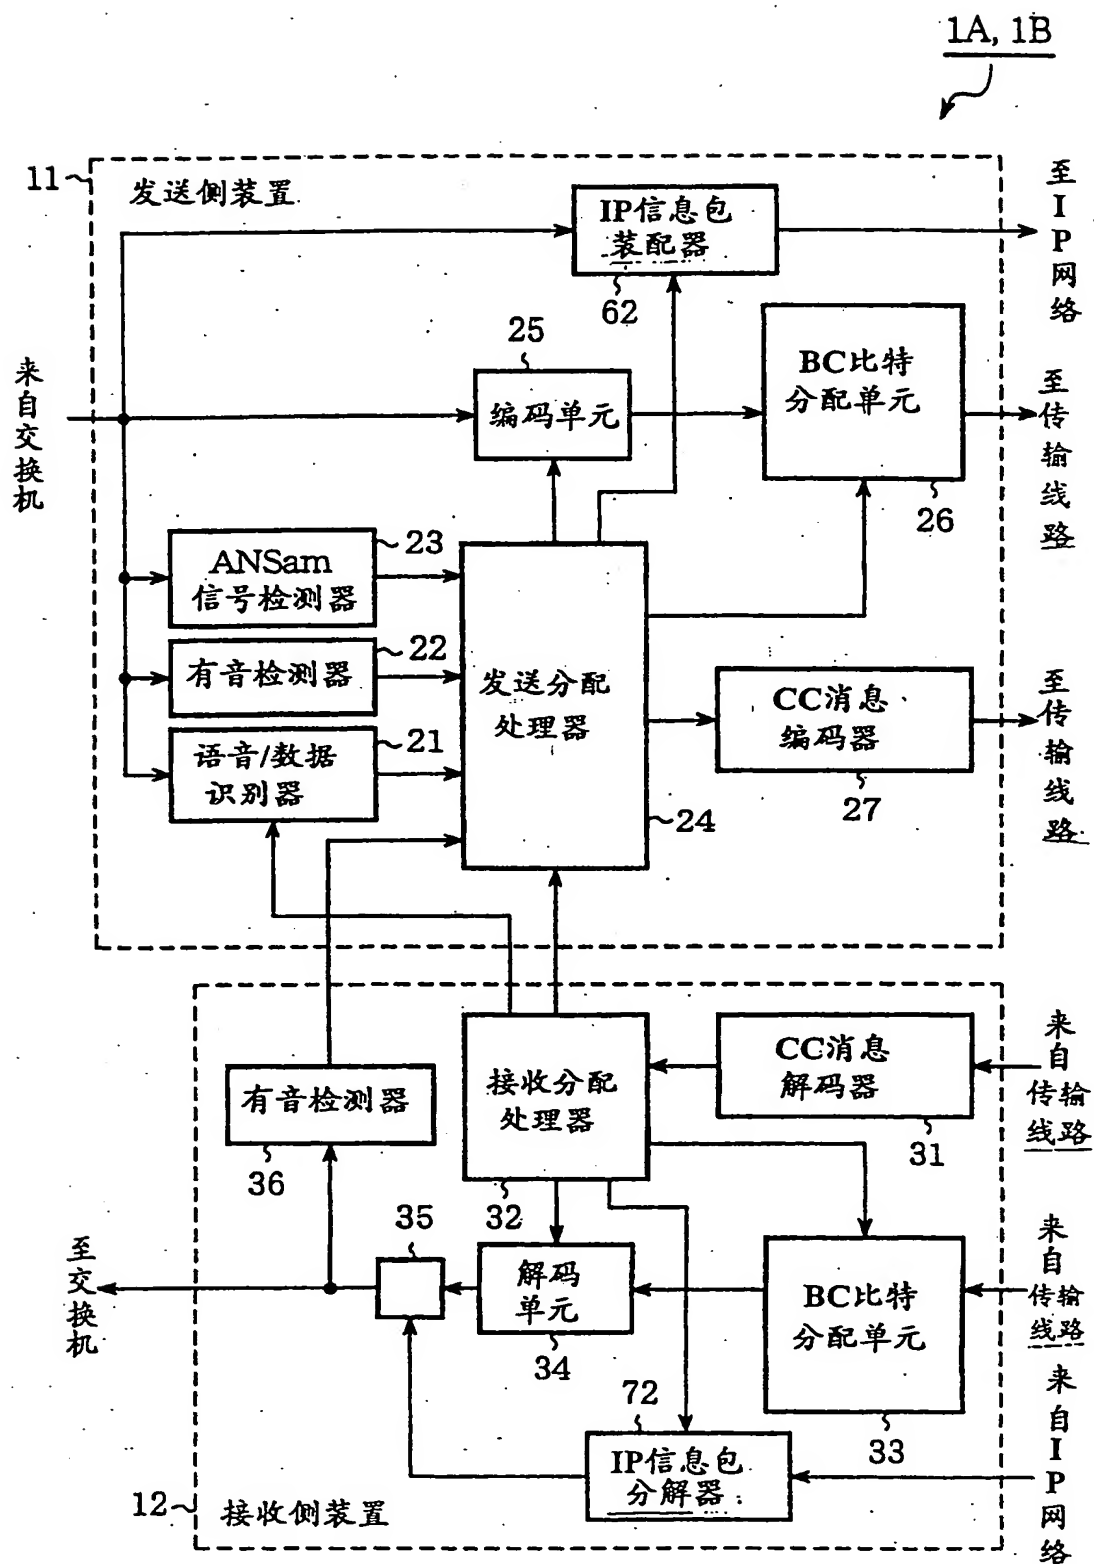 1A, 1B
11
发送侧装置
IP信息包
装配器
62
至IP网络
来自交换机
25
编码单元
BC比特
分配单元
26
至传输线路
ANSam
信号检测器
23
有音检测器
22
语音/数据
识别器
21
发送分配
处理器
24
CC消息
编码器
27
至传输线路
有音检测器
36
接收分配
处理器
32
CC消息
解码器
31
来自
传输
线路
至交换机
35
解码
单元
34
BC比特
分配单元
33
来自
传输
线路
72
IP信息包
分解器
来自IP网络
12
接收侧装置